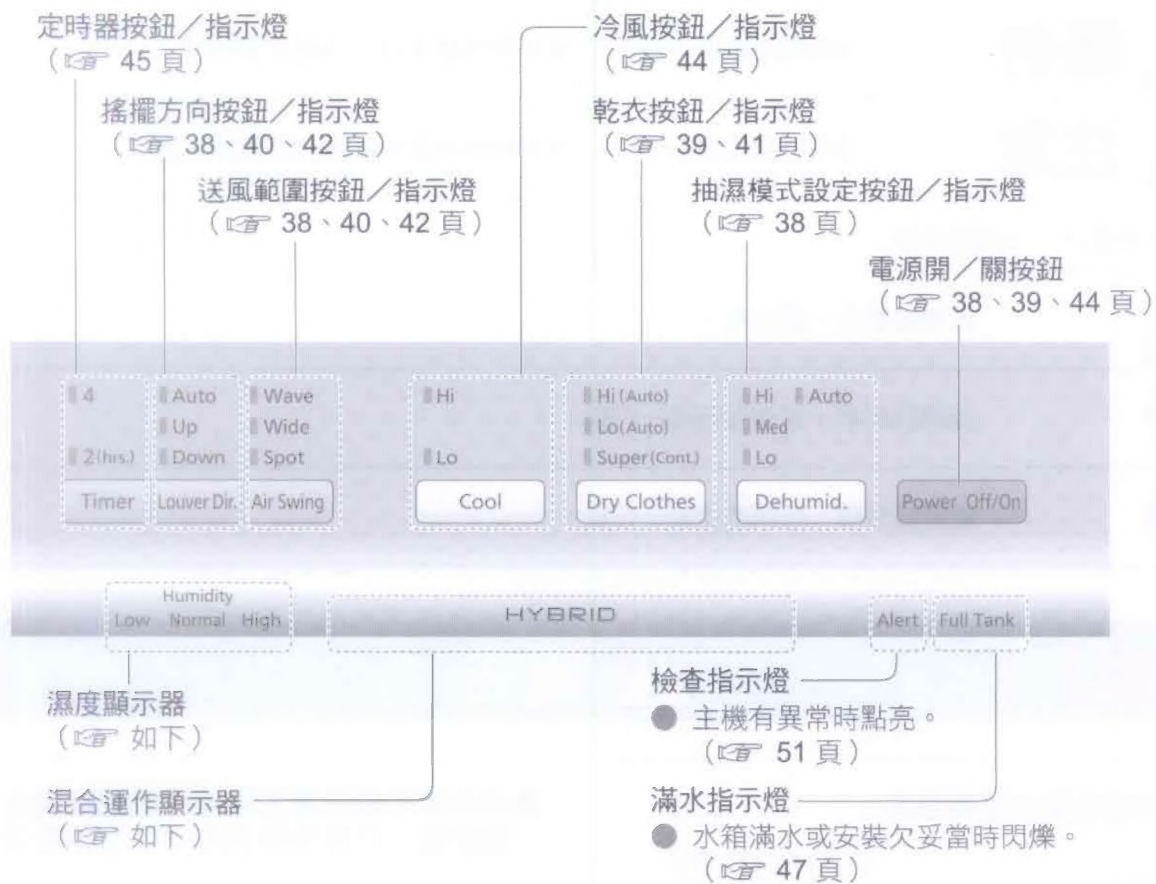 定時器按鈕／指示燈
（☞ 45 頁）
冷風按鈕／指示燈
（☞ 44 頁）
搖擺方向按鈕／指示燈
（☞ 38、40、42 頁）
乾衣按鈕／指示燈
（☞ 39、41 頁）
送風範圍按鈕／指示燈
（☞ 38、40、42 頁）
抽濕模式設定按鈕／指示燈
（☞ 38 頁）
電源開／關按鈕
（☞ 38、39、44 頁）
4 Auto Wave Hi Hi (Auto) Hi Auto
Up Wide Lo(Auto) Med
2(hrs.) Down Spot Lo Super(Cont.) Lo
Timer Louver Dir. Air Swing Cool Dry Clothes Dehumid. Power Off/On
Humidity
Low Normal High HYBRID Alert Full Tank
濕度顯示器
（☞ 如下）
混合運作顯示器
（☞ 如下）
檢查指示燈
● 主機有異常時點亮。
（☞ 51 頁）
滿水指示燈
● 水箱滿水或安裝欠妥當時閃爍。
（☞ 47 頁）